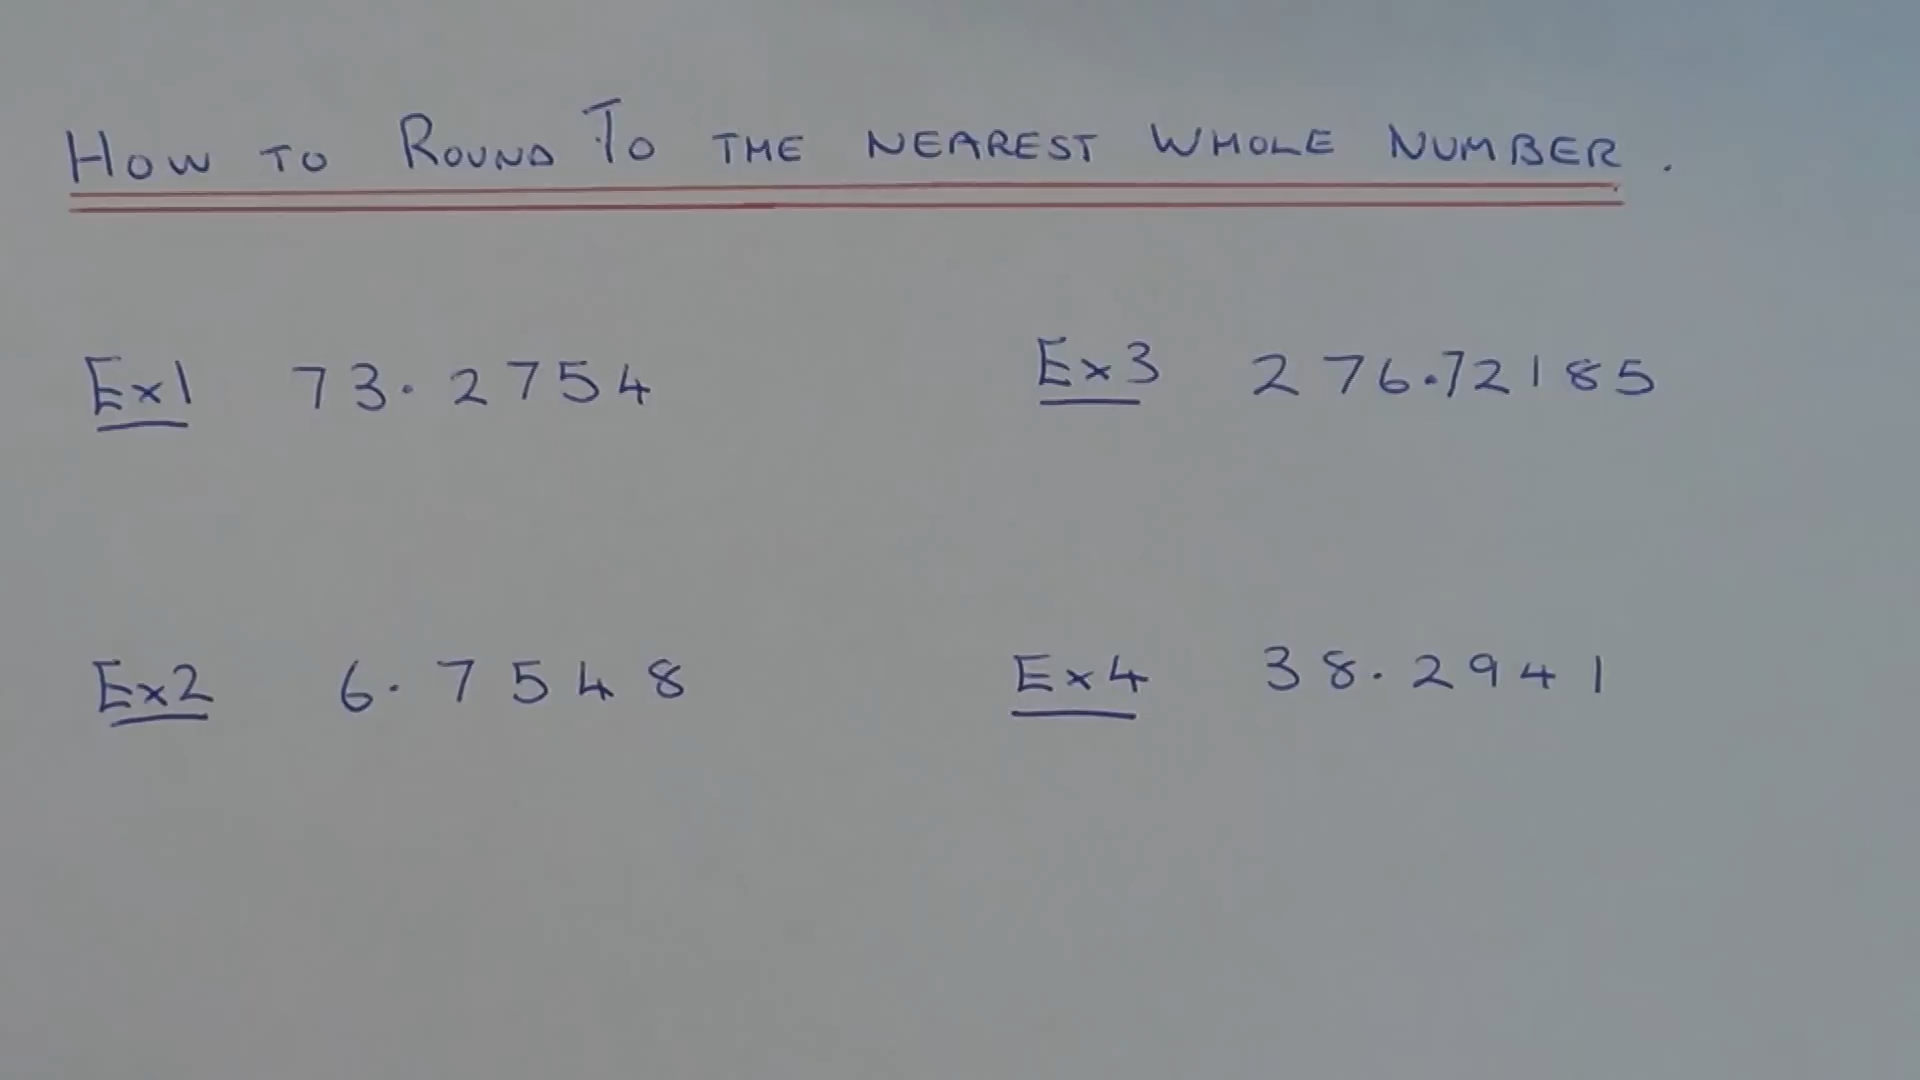 HOW TO ROUND TO THE NEAREST WHOLE NUMBER.
Ex1 73.2754
Ex2 6.7548
Ex3 276.72185
Ex4 38.2941